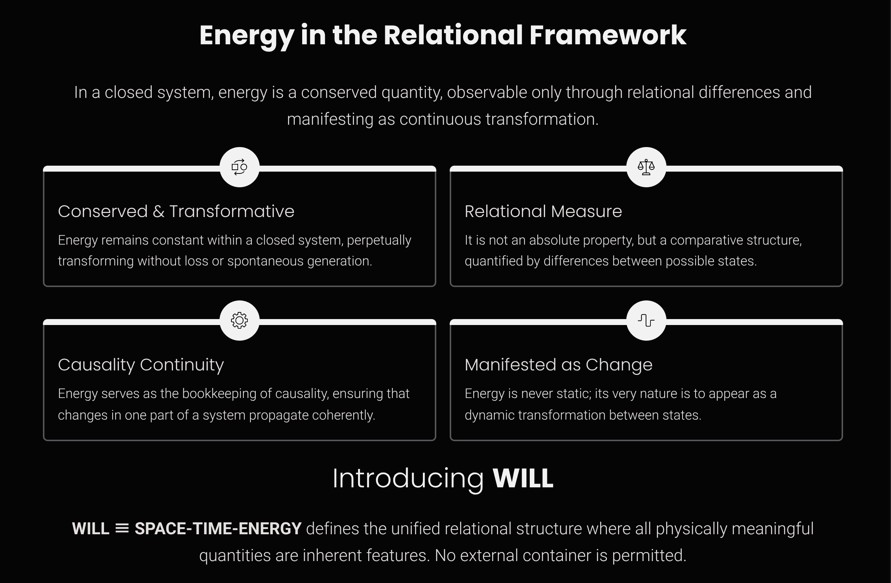 Energy in the Relational Framework
In a closed system, energy is a conserved quantity, observable only through relational differences and
manifesting as continuous transformation.
Conserved & Transformative
Energy remains constant within a closed system, perpetually
transforming without loss or spontaneous generation.
Relational Measure
It is not an absolute property, but a comparative structure,
quantified by differences between possible states.
Causality Continuity
Energy serves as the bookkeeping of causality, ensuring that
changes in one part of a system propagate coherently.
Manifested as Change
Energy is never static; its very nature is to appear as a
dynamic transformation between states.
Introducing WILL
WILL ≡ SPACE-TIME-ENERGY defines the unified relational structure where all physically meaningful
quantities are inherent features. No external container is permitted.